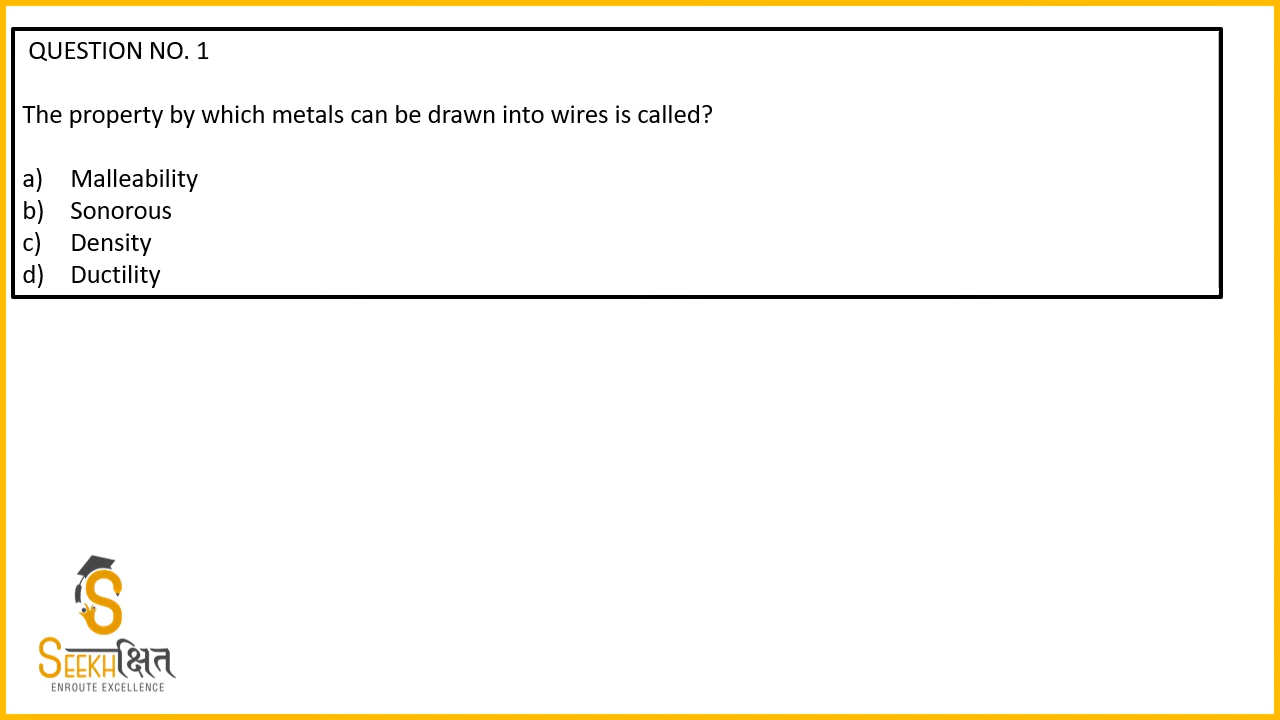 QUESTION NO. 1
The property by which metals can be drawn into wires is called?
a) Malleability
b) Sonorous
c) Density
d) Ductility
S
SEEKHक्षित
ENROUTE EXCELLENCE